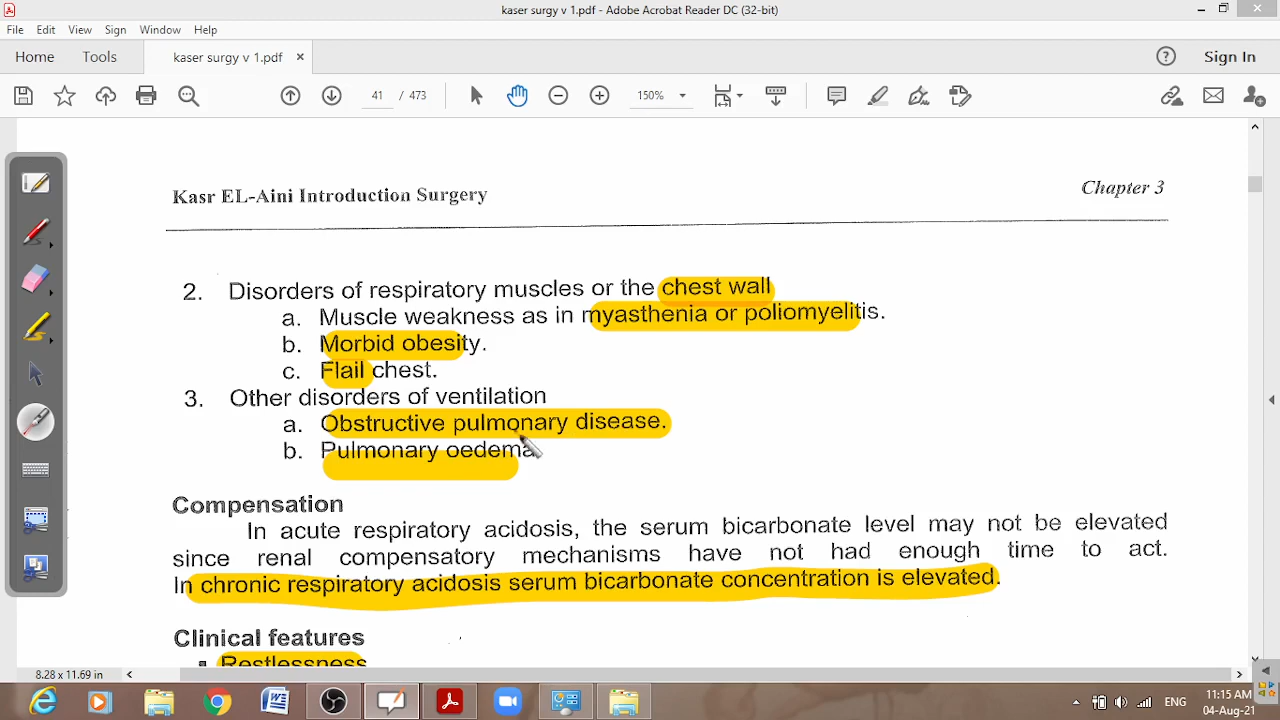 kaser surgy v 1.pdf - Adobe Acrobat Reader DC (32-bit)
File Edit View Sign Window Help
Home Tools kaser surgy v 1.pdf × Sign In
41 / 473 150%
Kasr EL-Aini Introduction Surgery Chapter 3
2. Disorders of respiratory muscles or the chest wall
a. Muscle weakness as in myasthenia or poliomyelitis.
b. Morbid obesity.
c. Flail chest.
3. Other disorders of ventilation
a. Obstructive pulmonary disease.
b. Pulmonary oedema
Compensation
In acute respiratory acidosis, the serum bicarbonate level may not be elevated
since renal compensatory mechanisms have not had enough time to act.
In chronic respiratory acidosis serum bicarbonate concentration is elevated.
Clinical features
Restlessness
8.28 x 11.69 in
ENG 11:15 AM
04-Aug-21